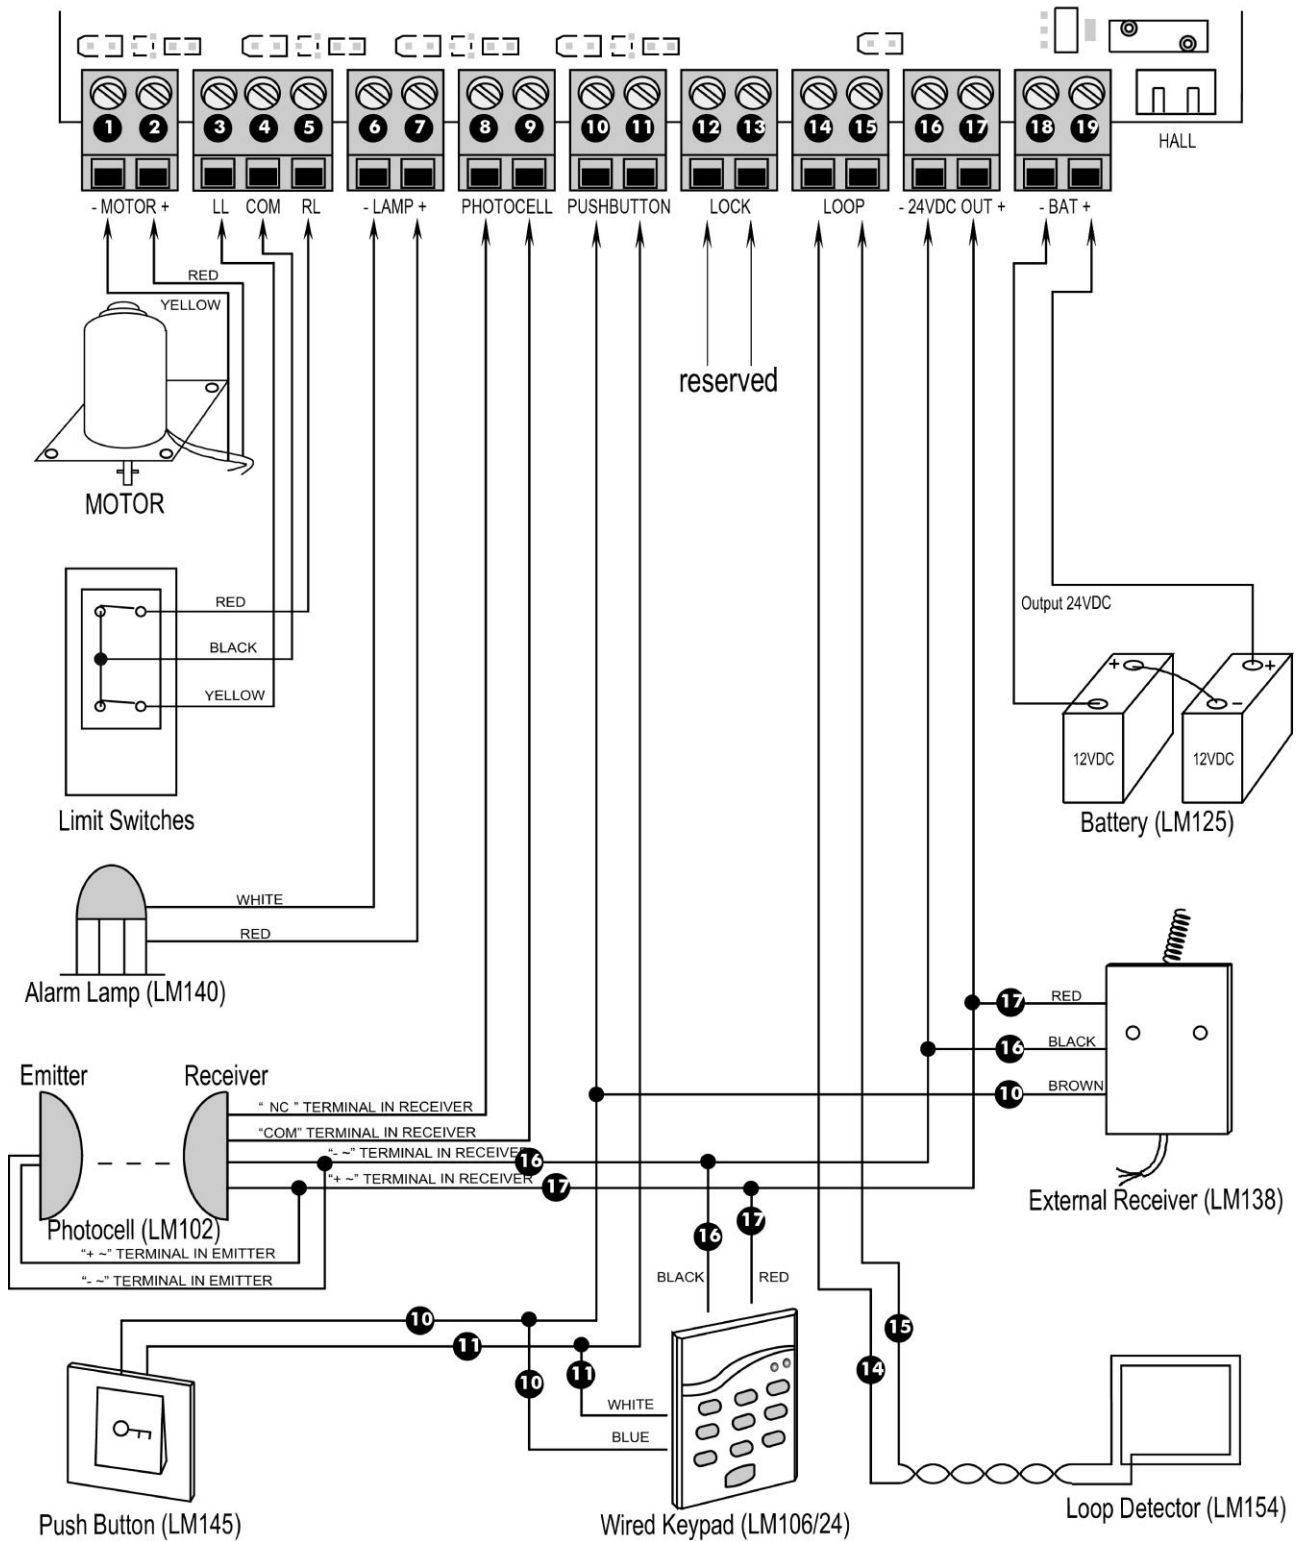 HALL
1 2 3 4 5 6 7 8 9 10 11 12 13 14 15 16 17 18 19
- MOTOR + LL COM RL - LAMP + PHOTOCELL PUSHBUTTON LOCK LOOP - 24VDC OUT + - BAT +
RED
YELLOW
reserved
MOTOR
RED
BLACK
YELLOW
Limit Switches
Output 24VDC
+ +
-
12VDC 12VDC
Battery (LM125)
WHITE
RED
Alarm Lamp (LM140)
17 RED
16 BLACK
10 BROWN
External Receiver (LM138)
Emitter Receiver
“ NC ” TERMINAL IN RECEIVER
“COM” TERMINAL IN RECEIVER
“- ~” TERMINAL IN RECEIVER 16
“+ ~” TERMINAL IN RECEIVER 17
Photocell (LM102)
“+ ~” TERMINAL IN EMITTER
“- ~” TERMINAL IN EMITTER
16 17
BLACK RED
10
11
10 11
WHITE
BLUE
15
14
Push Button (LM145)
Wired Keypad (LM106/24)
Loop Detector (LM154)